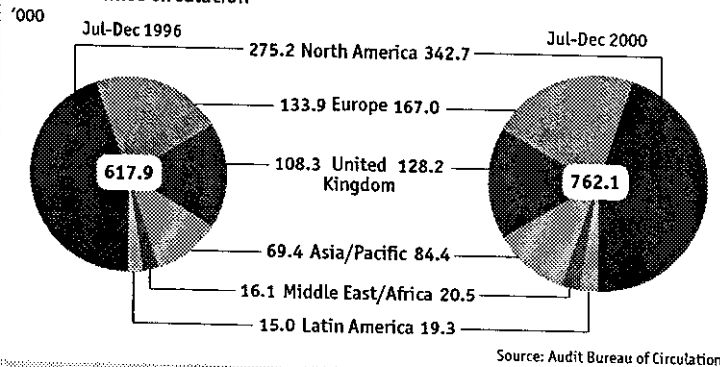 '000
Jul-Dec 1996
Jul-Dec 2000
275.2 North America 342.7
133.9 Europe 167.0
617.9
108.3 United Kingdom 128.2
762.1
69.4 Asia/Pacific 84.4
16.1 Middle East/Africa 20.5
15.0 Latin America 19.3
Source: Audit Bureau of Circulation